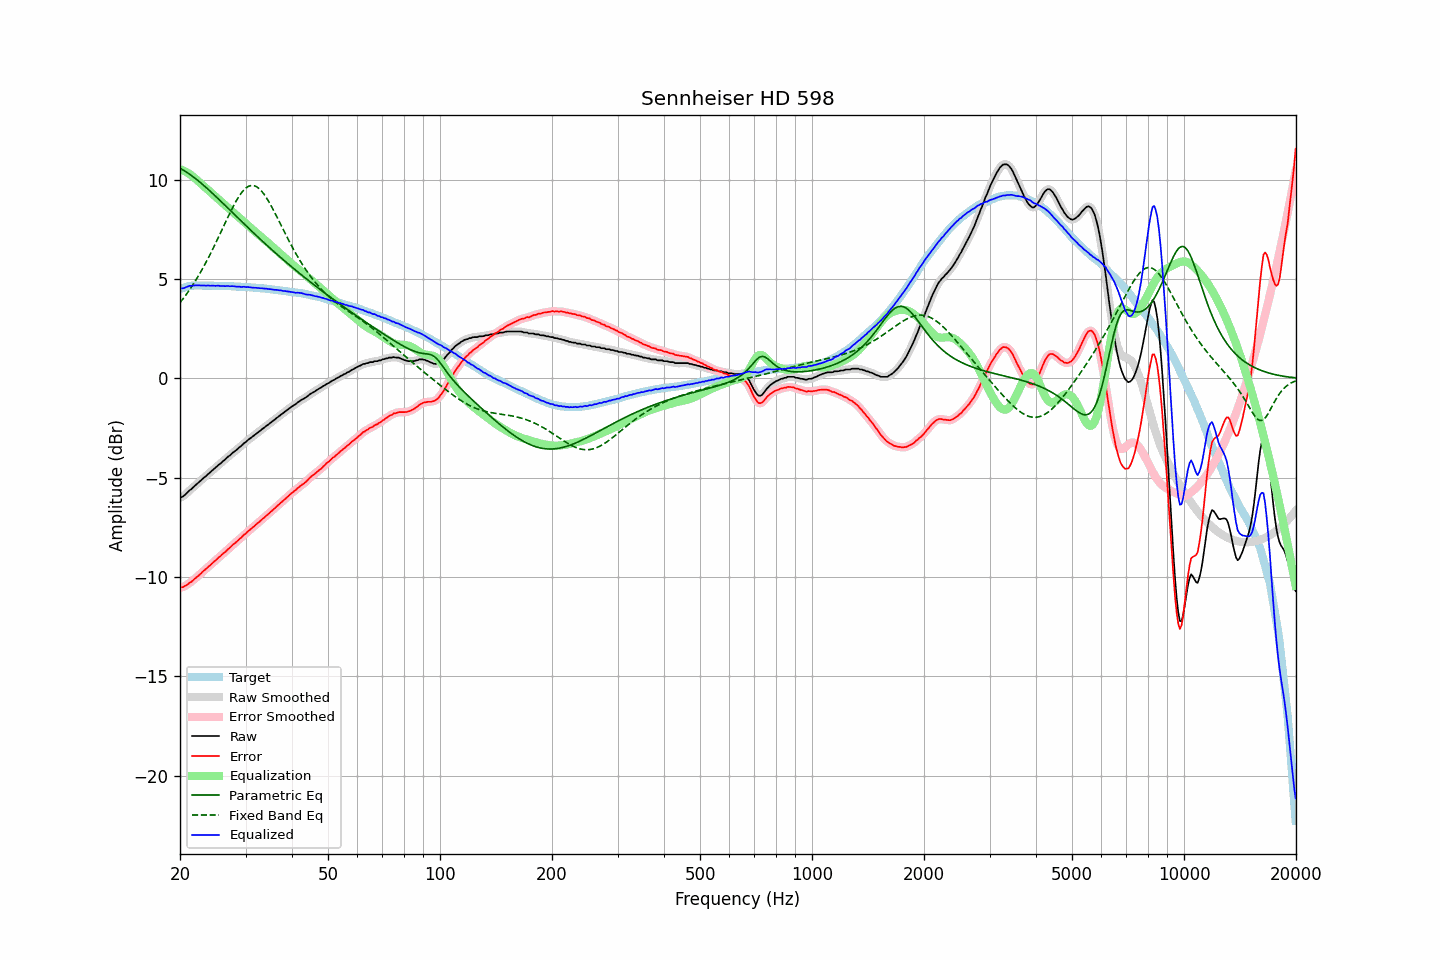 Sennheiser HD 598
Amplitude (dBr)
10
5
0
−5
−10
−15
−20
Target
Raw Smoothed
Error Smoothed
Raw
Error
Equalization
Parametric Eq
Fixed Band Eq
Equalized
20 50 100 200 500 1000 2000 5000 10000 20000
Frequency (Hz)